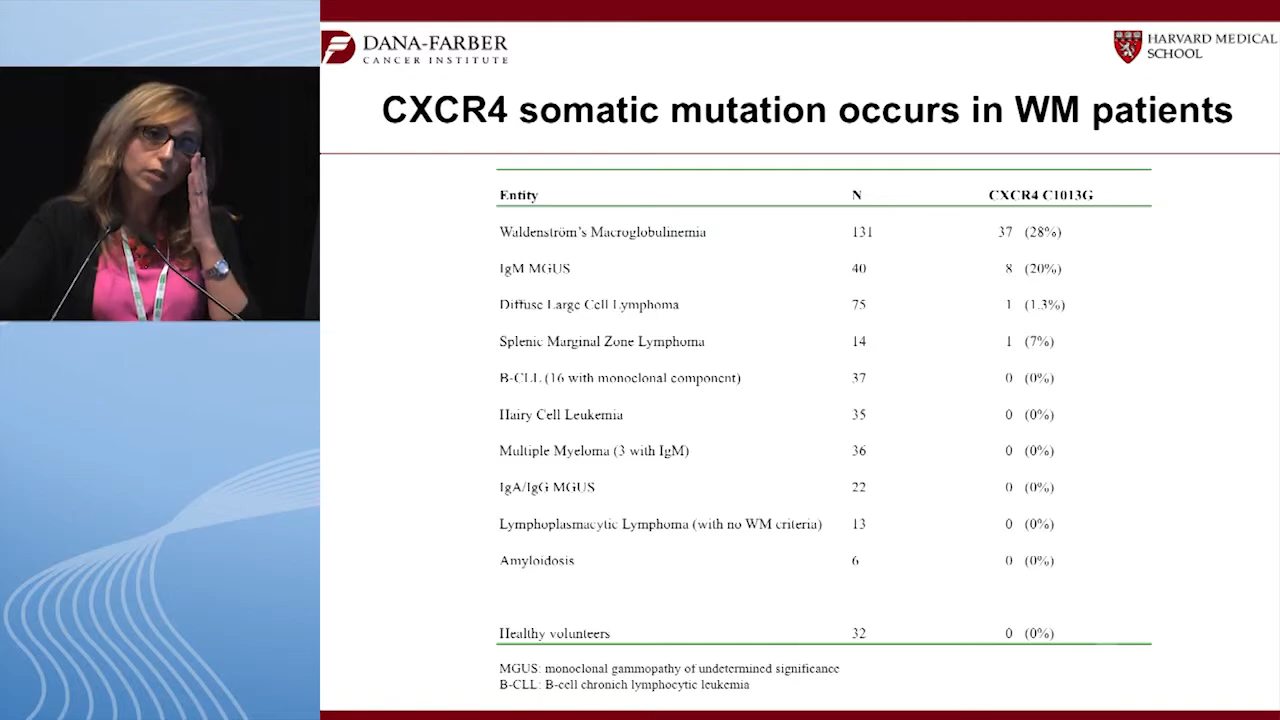 DANA-FARBER
CANCER INSTITUTE
HARVARD MEDICAL
SCHOOL
CXCR4 somatic mutation occurs in WM patients
Entity N CXCR4 C1013G
Waldenström's Macroglobulinemia 131 37 (28%)
IgM MGUS 40 8 (20%)
Diffuse Large Cell Lymphoma 75 1 (1.3%)
Splenic Marginal Zone Lymphoma 14 1 (7%)
B-CLL (16 with monoclonal component) 37 0 (0%)
Hairy Cell Leukemia 35 0 (0%)
Multiple Myeloma (3 with IgM) 36 0 (0%)
IgA/IgG MGUS 22 0 (0%)
Lymphoplasmacytic Lymphoma (with no WM criteria) 13 0 (0%)
Amyloidosis 6 0 (0%)
Healthy volunteers 32 0 (0%)
MGUS: monoclonal gammopathy of undetermined significance
B-CLL: B-cell chronich lymphocytic leukemia